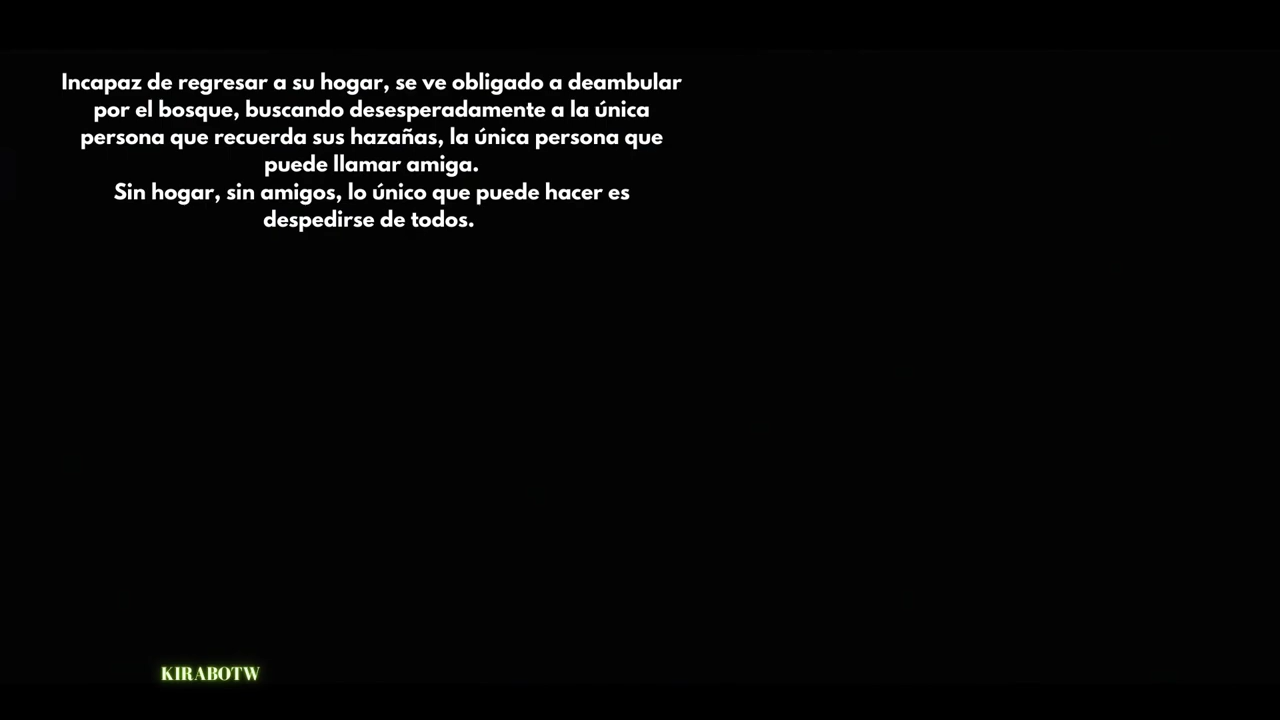 Incapaz de regresar a su hogar, se ve obligado a deambular
por el bosque, buscando desesperadamente a la única
persona que recuerda sus hazañas, la única persona que
puede llamar amiga.
Sin hogar, sin amigos, lo único que puede hacer es
despedirse de todos.
KIRABOTW